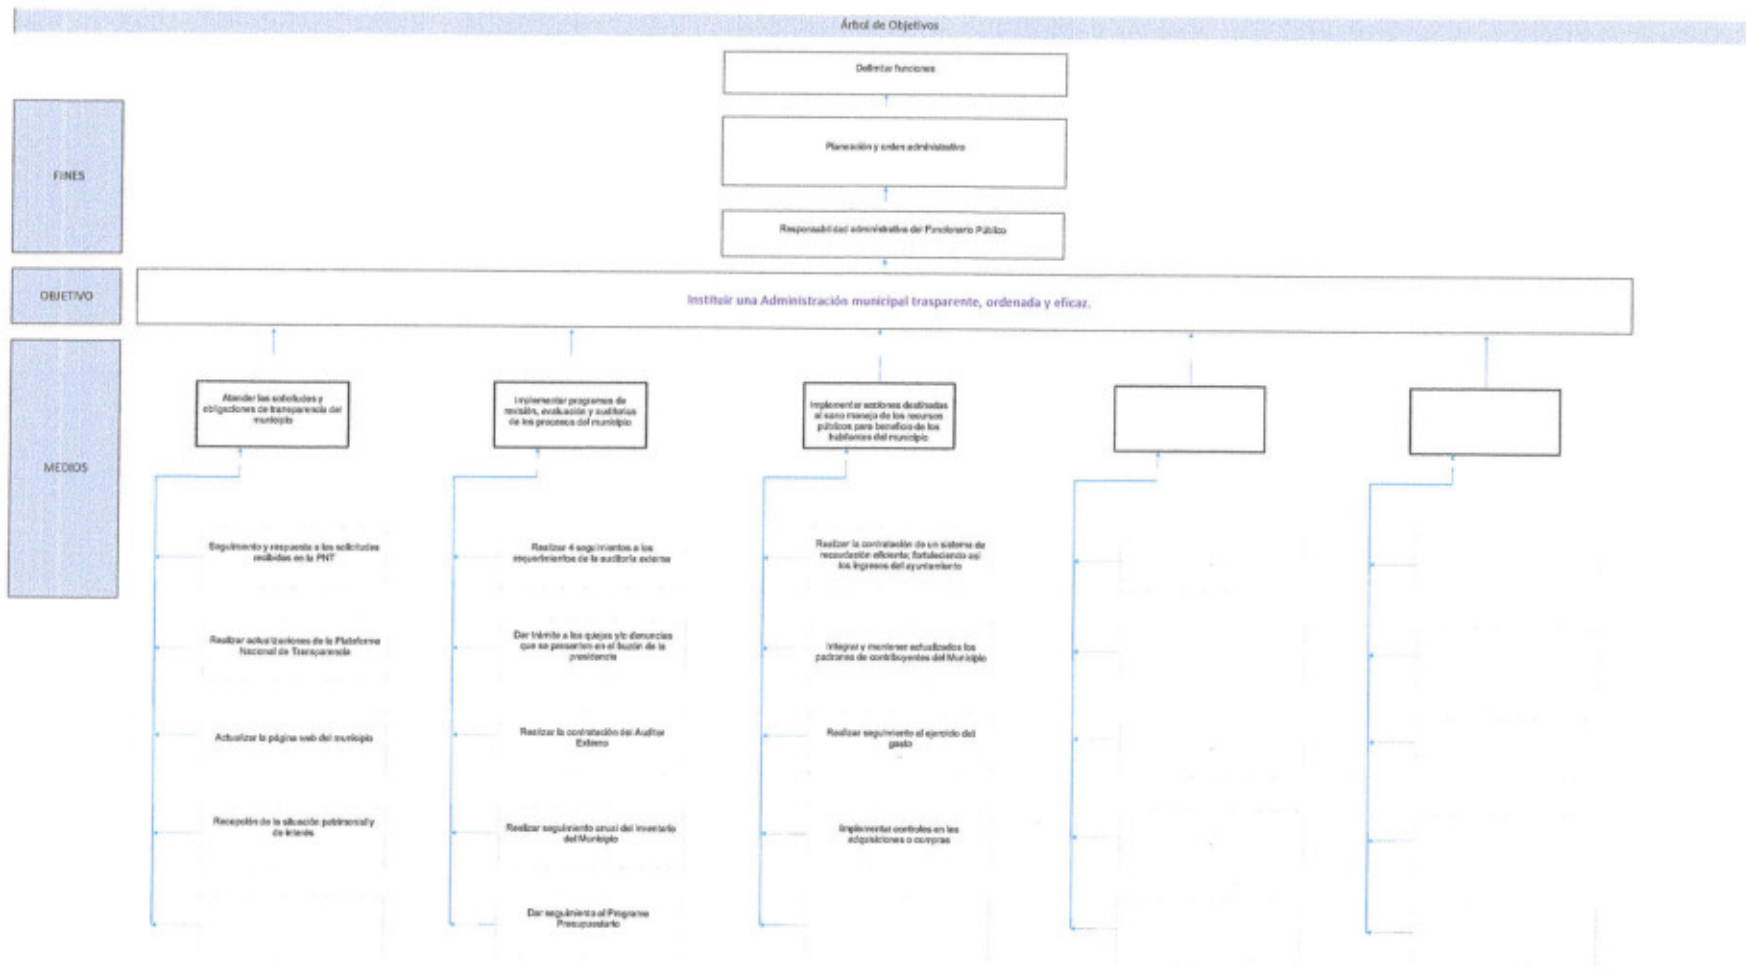 Árbol de Objetivos
Delimitar funciones
Planeación y orden administrativo
FINES
Responsabilidad administrativa del Funcionario Público
OBJETIVO
Instituir una Administración municipal trasparente, ordenada y eficaz.
MEDIOS
Atender las solicitudes y
obligaciones de transparencia del
municipio
Seguimiento y respuesta a las solicitudes
recibidas en la PNT
Realizar actualizaciones de la Plataforma
Nacional de Transparencia
Actualizar la página web del municipio
Recepción de la situación patrimonial y
de interés
Implementar programas de
revisión, evaluación y auditorias
de los procesos del municipio
Realizar 4 seguimientos a los
requerimientos de la auditoría externa
Dar trámite a las quejas y/o denuncias
que se presenten en el buzón de la
presidencia
Realizar la contratación del Auditor
Externo
Realizar seguimiento anual del inventario
del Municipio
Dar seguimiento al Programa
Presupuestario
Implementar acciones destinadas
al sano manejo de los recursos
públicos para beneficio de los
habitantes del municipio
Realizar la contratación de un sistema de
recaudación eficiente; fortaleciendo así
los ingresos del ayuntamiento
Integrar y mantener actualizados los
padrones de contribuyentes del Municipio
Realizar seguimiento al ejercicio del
gasto
Implementar controles en las
adquisiciones o compras